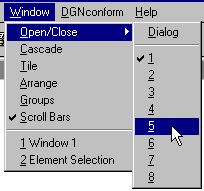 Window DGNconform Help
Open/Close
Cascade
Tile
Arrange
Groups
Scroll Bars
1 Window 1
2 Element Selection
Dialog
1
2
3
4
5
6
7
8